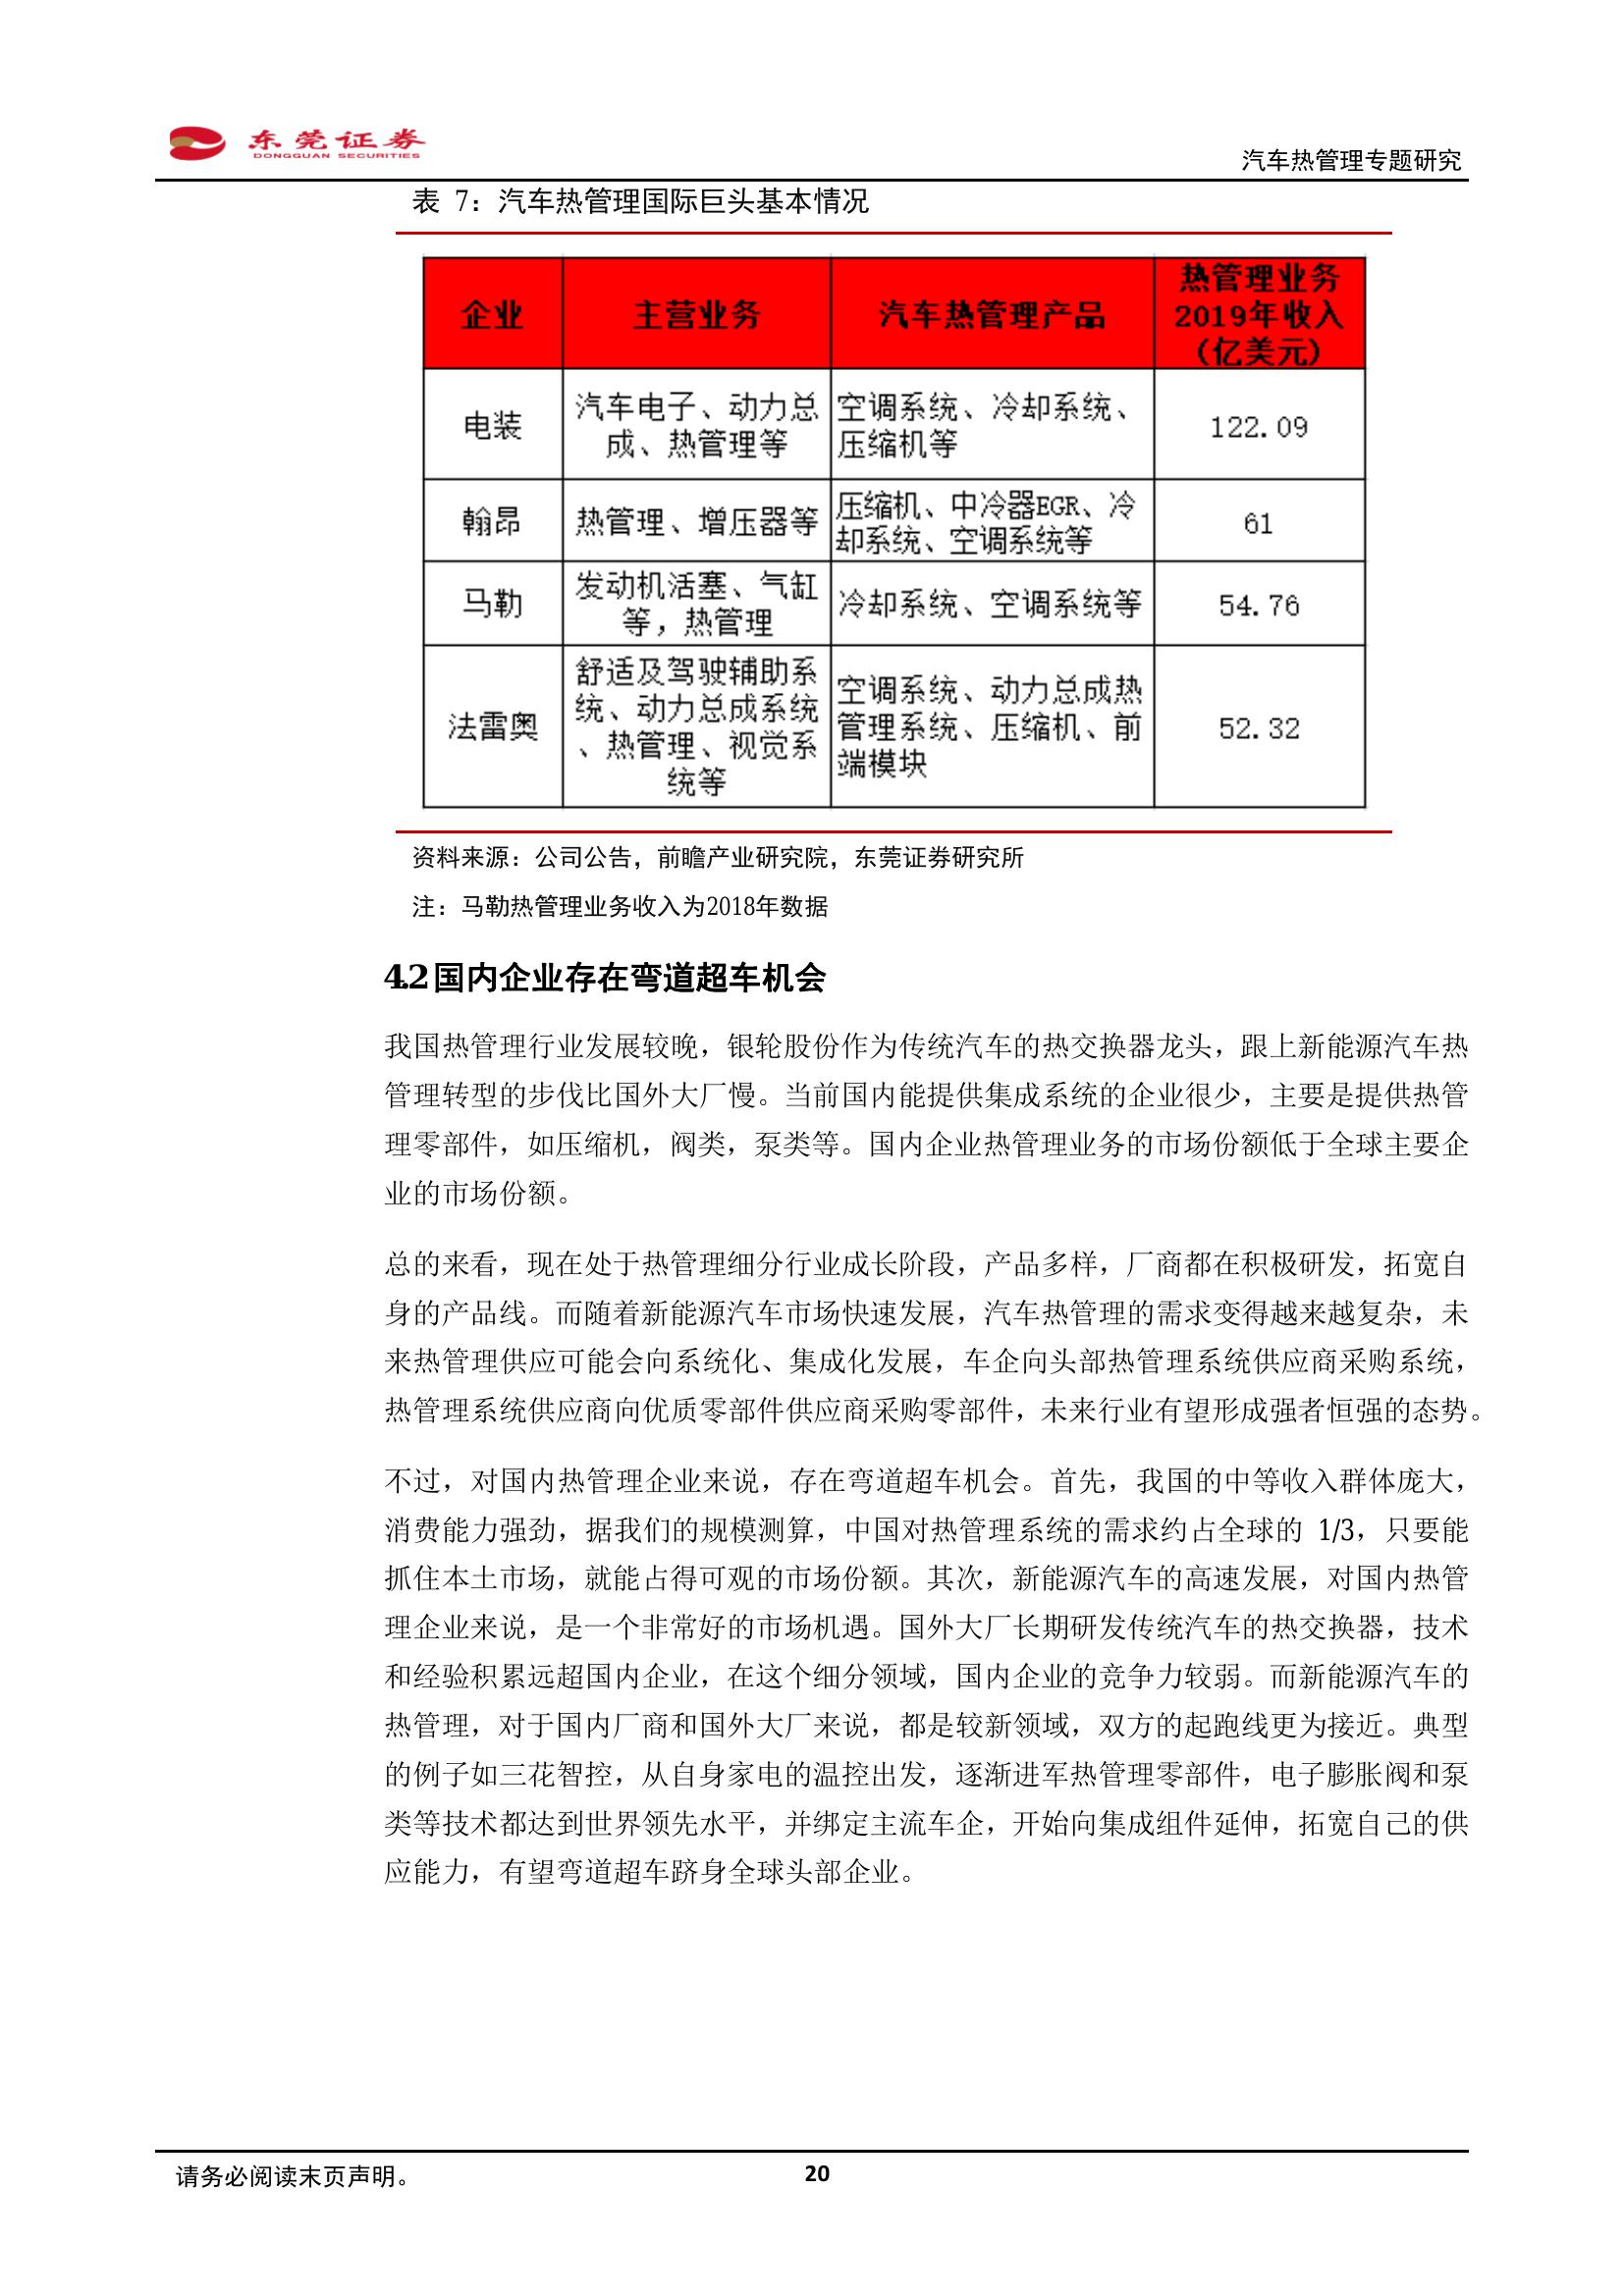 东莞证券
DONGGUAN SECURITIES
汽车热管理专题研究
表 7：汽车热管理国际巨头基本情况
企业
主营业务
汽车热管理产品
热管理业务
2019年收入
（亿美元）
电装
汽车电子、动力总
成、热管理等
空调系统、冷却系统、
压缩机等
122.09
翰昂
热管理、增压器等
压缩机、中冷器EGR、冷
却系统、空调系统等
61
马勒
发动机活塞、气缸
等，热管理
冷却系统、空调系统等
54.76
法雷奥
舒适及驾驶辅助系
统、动力总成系统
、热管理、视觉系
统等
空调系统、动力总成热
管理系统、压缩机、前
端模块
52.32
资料来源：公司公告，前瞻产业研究院，东莞证券研究所
注：马勒热管理业务收入为2018年数据
4.2 国内企业存在弯道超车机会
我国热管理行业发展较晚，银轮股份作为传统汽车的热交换器龙头，跟上新能源汽车热
管理转型的步伐比国外大厂慢。当前国内能提供集成系统的企业很少，主要是提供热管
理零部件，如压缩机，阀类，泵类等。国内企业热管理业务的市场份额低于全球主要企
业的市场份额。
总的来看，现在处于热管理细分行业成长阶段，产品多样，厂商都在积极研发，拓宽自
身的产品线。而随着新能源汽车市场快速发展，汽车热管理的需求变得越来越复杂，未
来热管理供应可能会向系统化、集成化发展，车企向头部热管理系统供应商采购系统，
热管理系统供应商向优质零部件供应商采购零部件，未来行业有望形成强者恒强的态势。
不过，对国内热管理企业来说，存在弯道超车机会。首先，我国的中等收入群体庞大，
消费能力强劲，据我们的规模测算，中国对热管理系统的需求约占全球的 1/3，只要能
抓住本土市场，就能占得可观的市场份额。其次，新能源汽车的高速发展，对国内热管
理企业来说，是一个非常好的市场机遇。国外大厂长期研发传统汽车的热交换器，技术
和经验积累远超国内企业，在这个细分领域，国内企业的竞争力较弱。而新能源汽车的
热管理，对于国内厂商和国外大厂来说，都是较新领域，双方的起跑线更为接近。典型
的例子如三花智控，从自身家电的温控出发，逐渐进军热管理零部件，电子膨胀阀和泵
类等技术都达到世界领先水平，并绑定主流车企，开始向集成组件延伸，拓宽自己的供
应能力，有望弯道超车跻身全球头部企业。
请务必阅读末页声明。
20